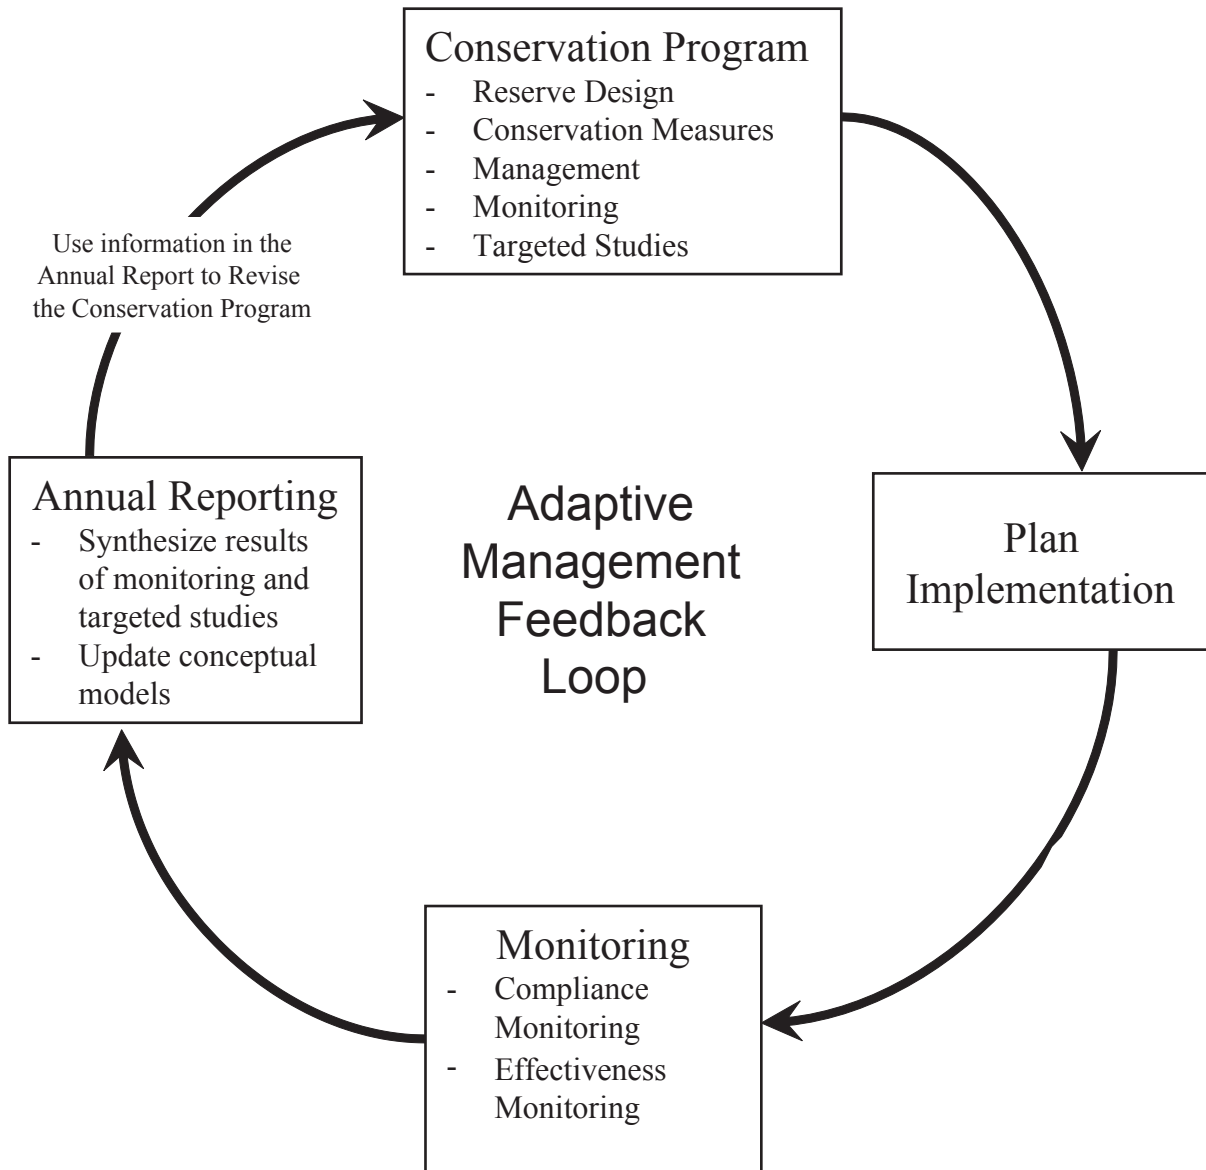 Conservation Program
- Reserve Design
- Conservation Measures
- Management
- Monitoring
- Targeted Studies
Use information in the
Annual Report to Revise
the Conservation Program
Annual Reporting
- Synthesize results
of monitoring and
targeted studies
- Update conceptual
models
Adaptive
Management
Feedback
Loop
Plan
Implementation
Monitoring
- Compliance
Monitoring
- Effectiveness
Monitoring